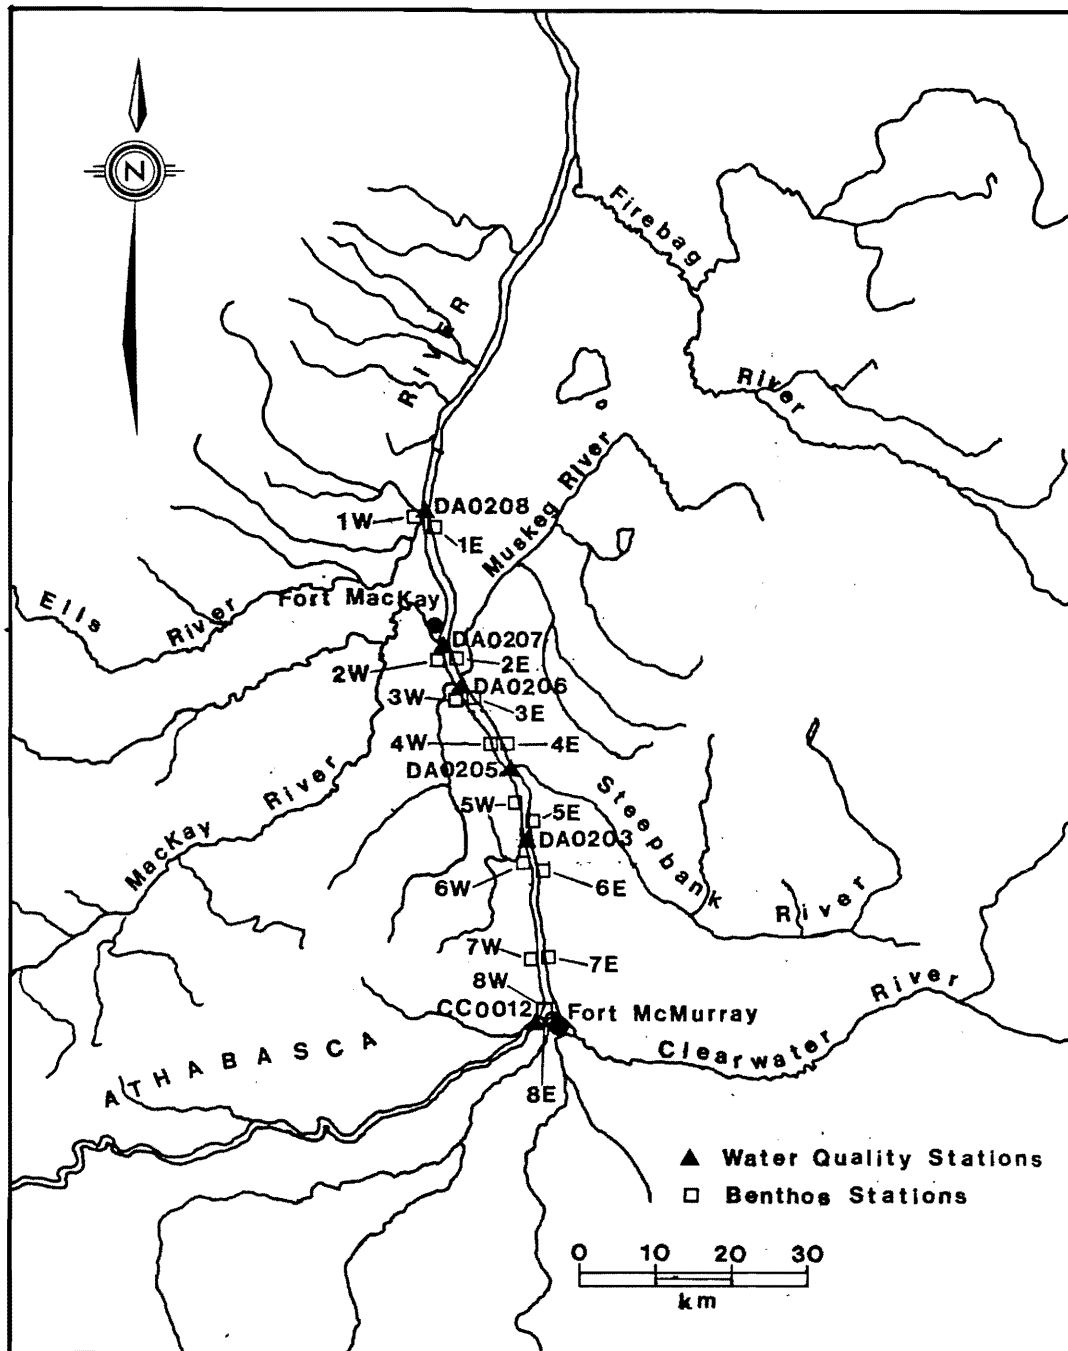 N
Firebag
River
RIVER
Muskeg River
DA0208
1W
1E
Ells
River
Fort MacKay
DA0207
2W
2E
DA0206
3W
3E
4W
4E
DA0205
Steepbank
River
5W
5E
DA0203
MacKay
River
6W
6E
7W
7E
8W
CC0012
Fort McMurray
Clearwater
River
ATHABASCA
8E
Water Quality Stations
Benthos Stations
0 10 20 30
km